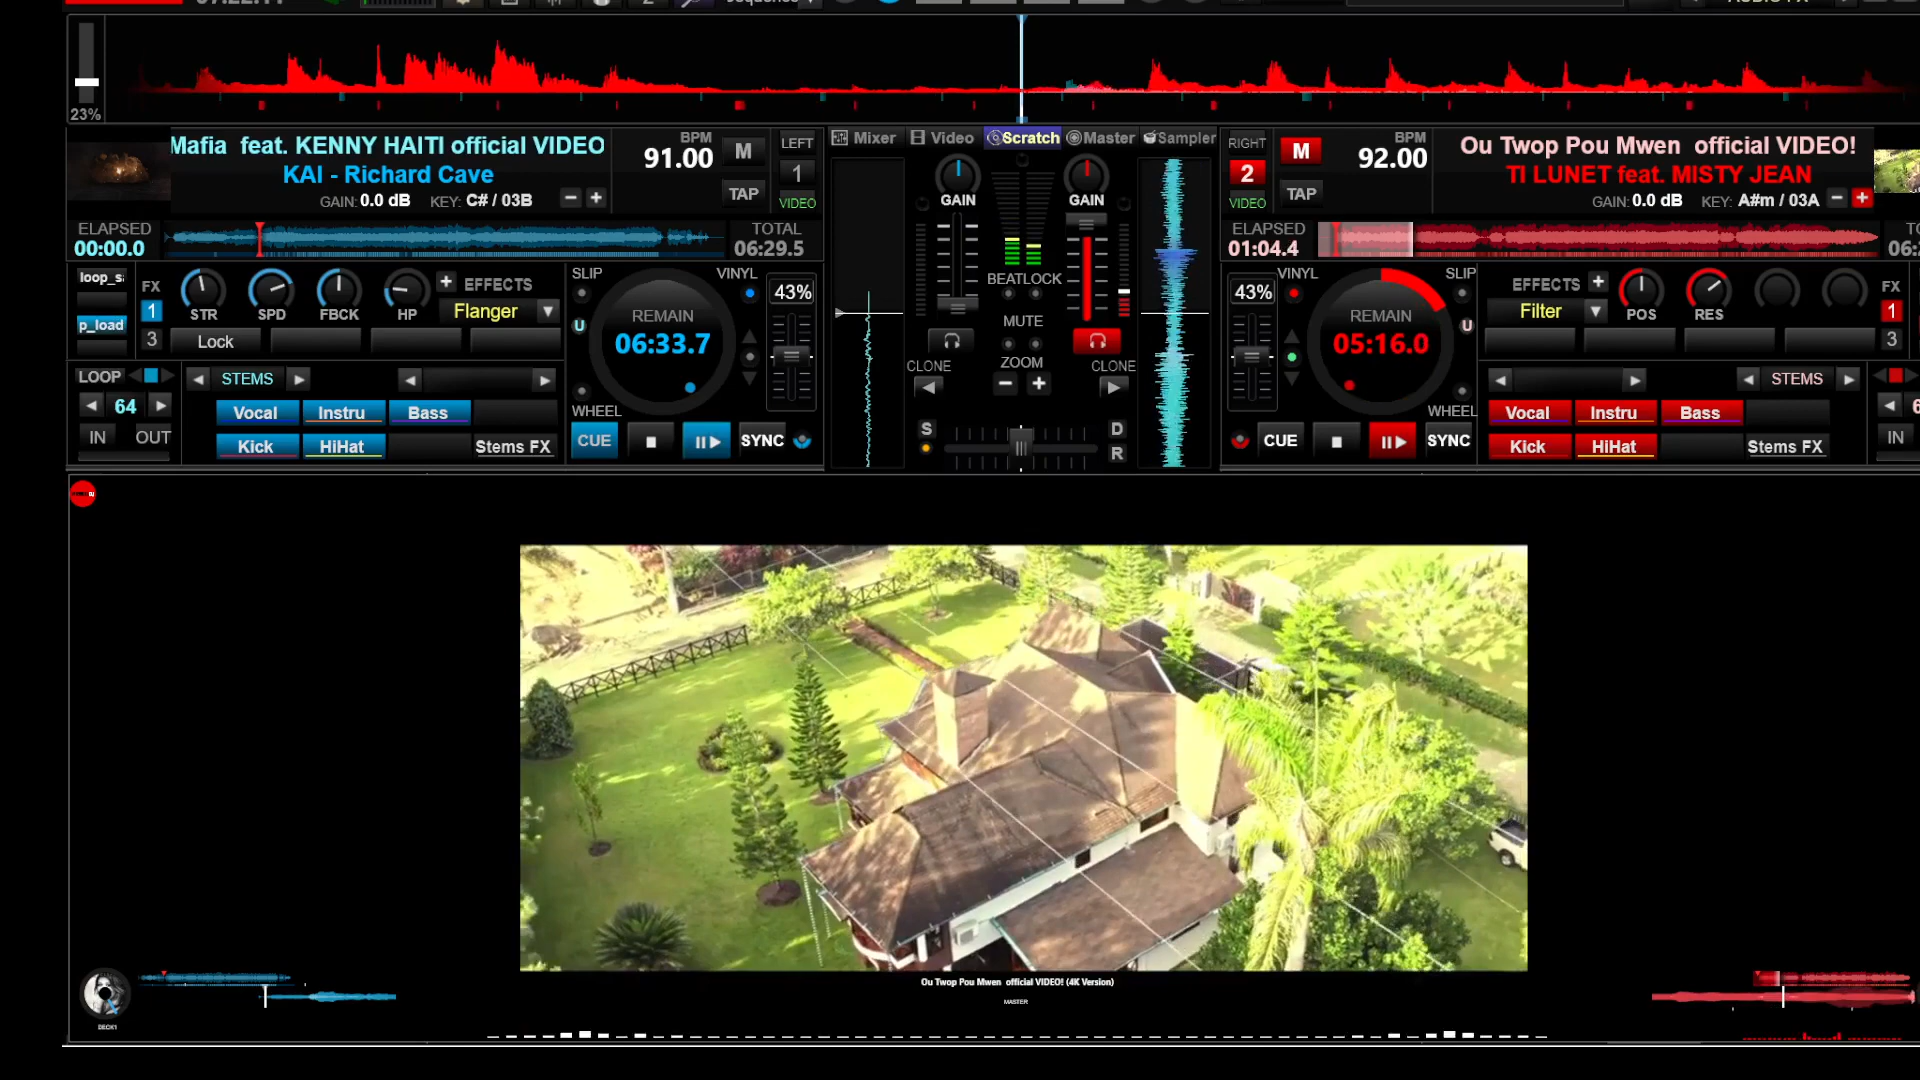 23%
Mafia feat. KENNY HAITI official VIDEO
KAI - Richard Cave
GAIN: 0.0 dB KEY: C# / 03B
BPM
91.00
M
TAP
LEFT
1
VIDEO
Mixer Video Scratch Master Sampler
RIGHT
2
VIDEO
M
TAP
BPM
92.00
Ou Twop Pou Mwen official VIDEO!
TI LUNET feat. MISTY JEAN
GAIN: 0.0 dB KEY: A#m / 03A
ELAPSED
00:00.0
TOTAL
06:29.5
GAIN GAIN
BEATLOCK
MUTE
ZOOM
CLONE CLONE
S D
R
ELAPSED
01:04.4
FX
1
3
STR SPD FBCK HP
EFFECTS
Flanger
Lock
SLIP VINYL
U
REMAIN
06:33.7
43%
WHEEL
CUE SYNC
LOOP
64
IN OUT
STEMS
Vocal Instru Bass
Kick HiHat Stems FX
43%
VINYL SLIP
U
REMAIN
05:16.0
WHEEL
CUE SYNC
EFFECTS
Filter
POS RES
FX
1
3
STEMS
Vocal Instru Bass
Kick HiHat Stems FX
IN
Ou Twop Pou Mwen official VIDEO! (4K Version)
MASTER
DECK1